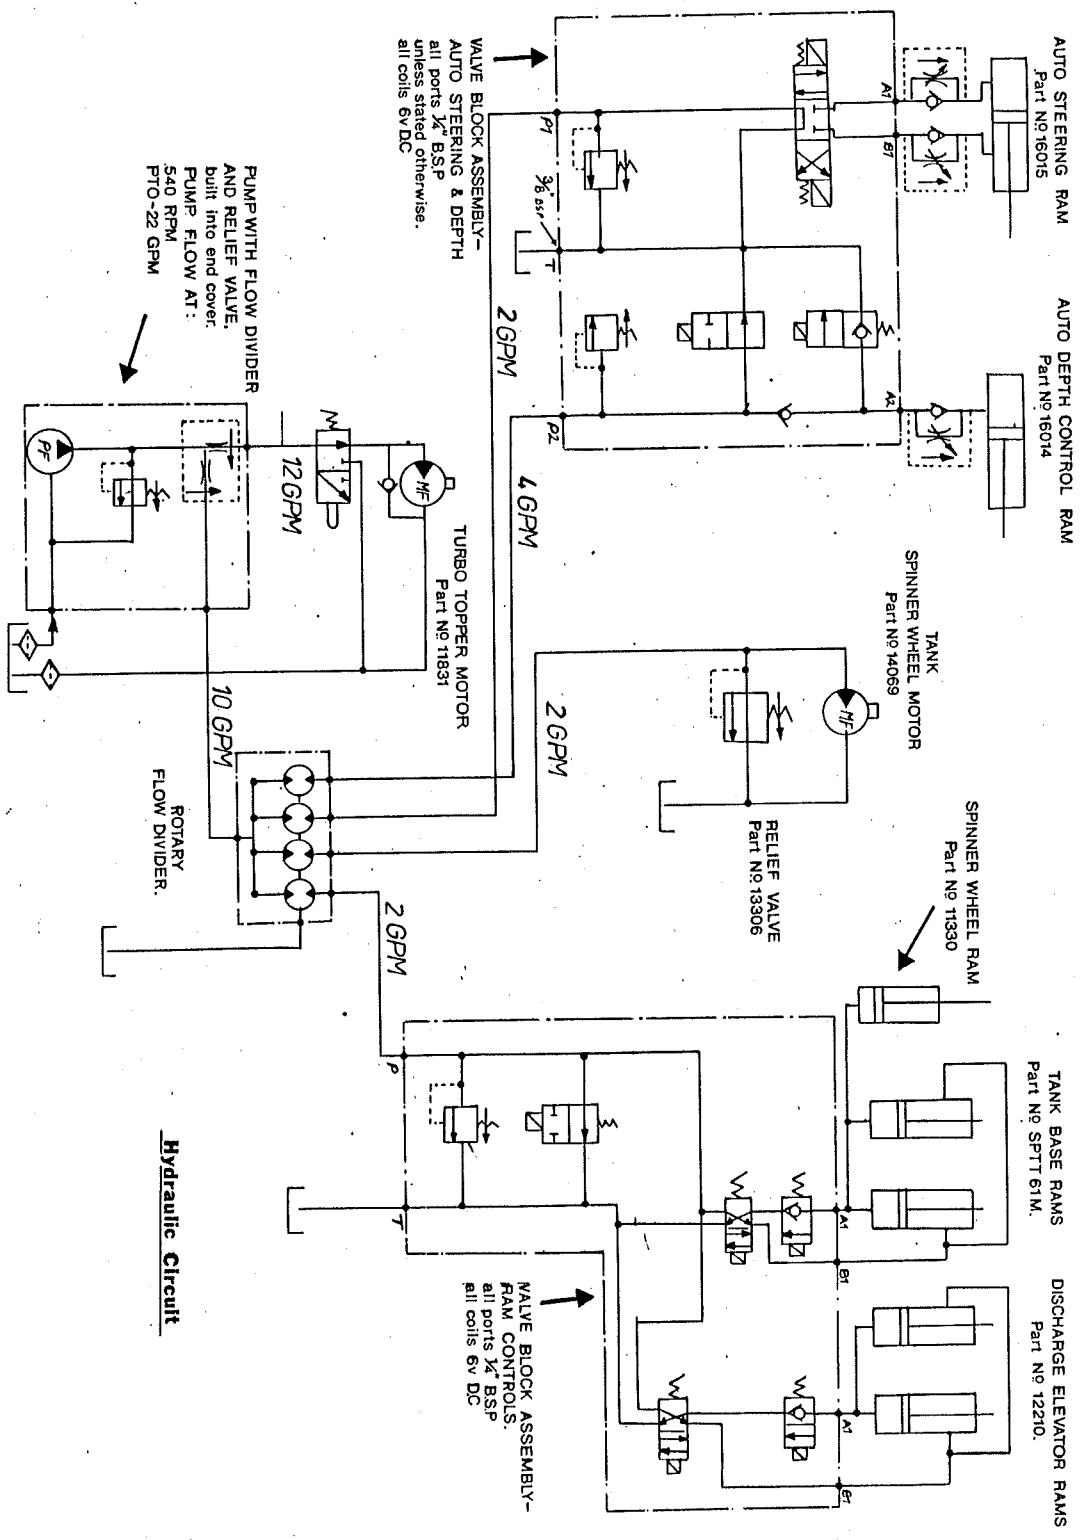 AUTO STEERING RAM
Part Nº 16015
AUTO DEPTH CONTROL RAM
Part Nº 16014
TANK
SPINNER WHEEL MOTOR
Part Nº 14069
SPINNER WHEEL RAM
Part Nº 11330
TANK BASE RAMS
Part Nº SPTT 61M.
DISCHARGE ELEVATOR RAMS
Part Nº 12210.
A1
B1
A2
A1
B1
A1
B1
MF
RELIEF VALVE
Part Nº 13306
VALVE BLOCK ASSEMBLY—
AUTO STEERING & DEPTH
all ports ¼" B.S.P
unless stated otherwise.
all coils 6v DC
P1
⅜" BSP
T
P2
2 GPM
4 GPM
2 GPM
TURBO TOPPER MOTOR
Part Nº 11831
MF
PUMP WITH FLOW DIVIDER
AND RELIEF VALVE.
built into end cover.
PUMP FLOW AT :
540 RPM
PTO-22 GPM
12 GPM
PF
10 GPM
ROTARY
FLOW DIVIDER.
2 GPM
P
T
VALVE BLOCK ASSEMBLY—
RAM CONTROLS.
all ports ¼" B.S.P
all coils 6v DC
Hydraulic Circuit